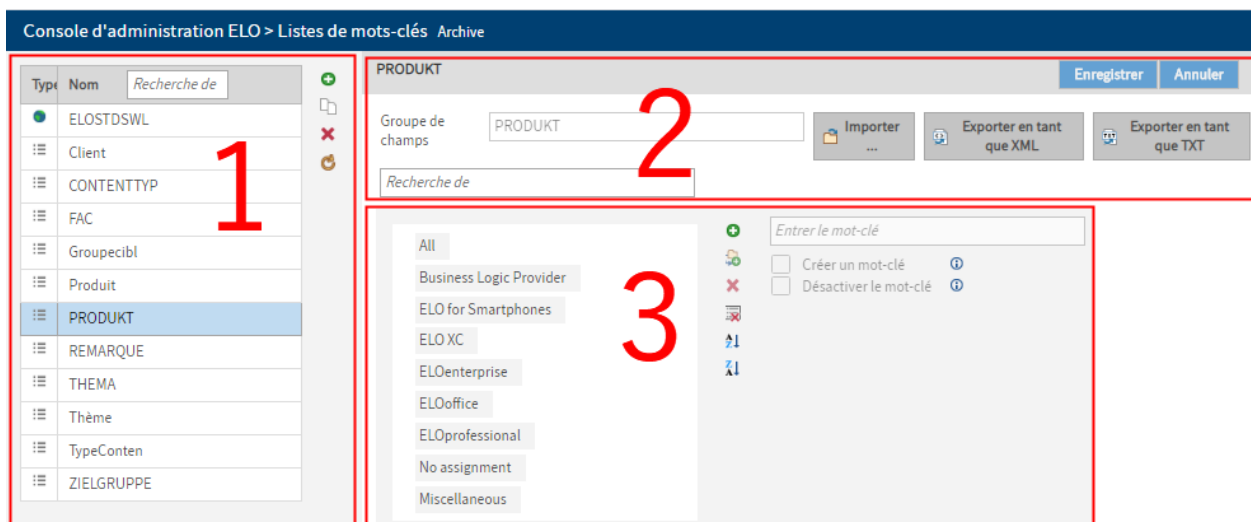 Console d'administration ELO > Listes de mots-clés Archive
Type Nom Recherche de
ELOSTDSWL
Client
CONTENTTYP
FAC
Groupecibl
Produit
PRODUKT
REMARQUE
THEMA
Thème
TypeConten
ZIELGRUPPE
1
PRODUKT
Enregistrer Annuler
Groupe de
champs
PRODUKT
Importer
...
Exporter en tant
que XML
Exporter en tant
que TXT
Recherche de
2
All
Business Logic Provider
ELO for Smartphones
ELO XC
ELOenterprise
ELOoffice
ELOprofessional
No assignment
Miscellaneous
3
Entrer le mot-clé
Créer un mot-clé
Désactiver le mot-clé